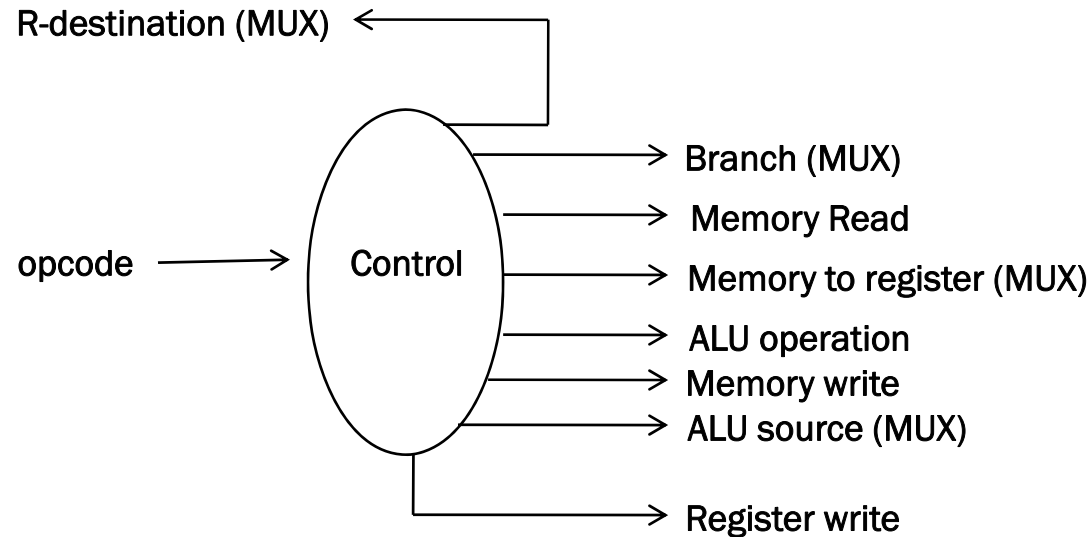 R-destination (MUX)
Branch (MUX)
Memory Read
opcode
Control
Memory to register (MUX)
ALU operation
Memory write
ALU source (MUX)
Register write